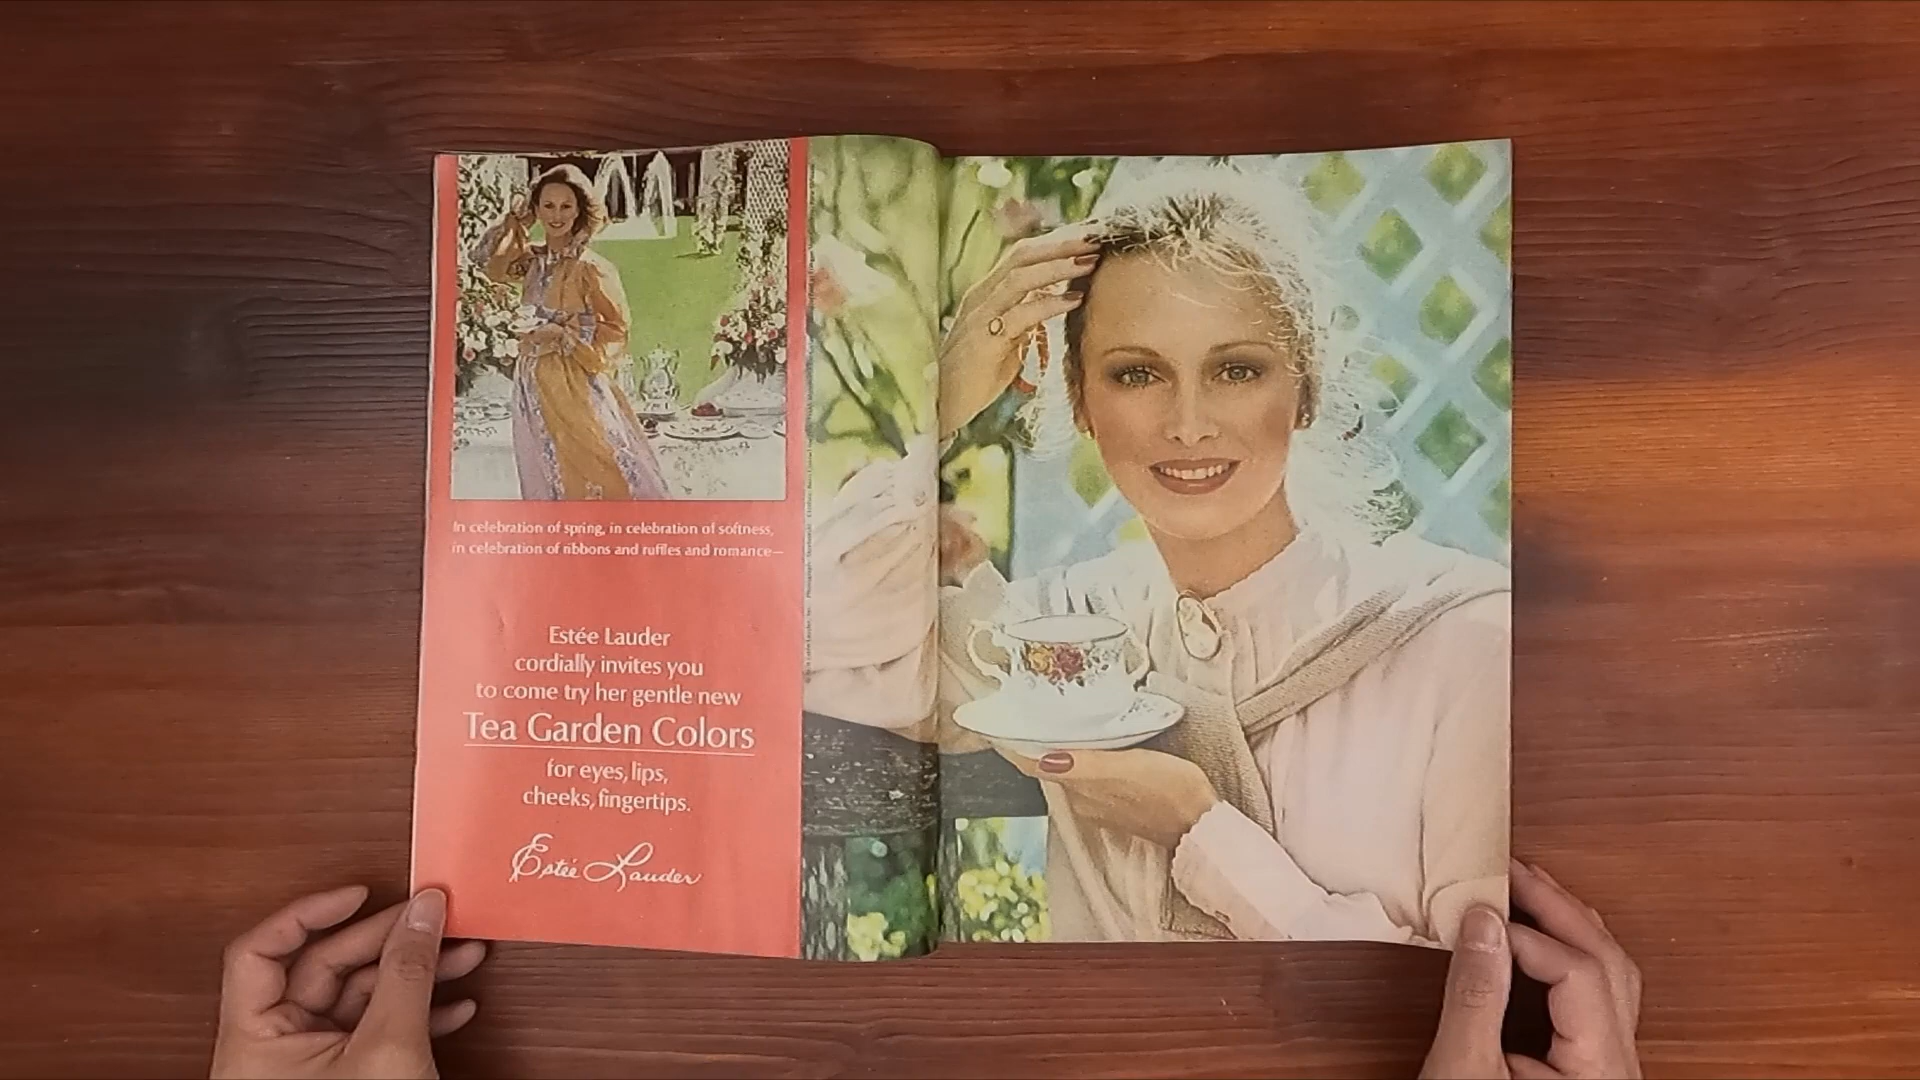 In celebration of spring, in celebration of softness,
in celebration of ribbons and ruffles and romance—
Estée Lauder
cordially invites you
to come try her gentle new
Tea Garden Colors
for eyes, lips,
cheeks, fingertips.
Estée Lauder